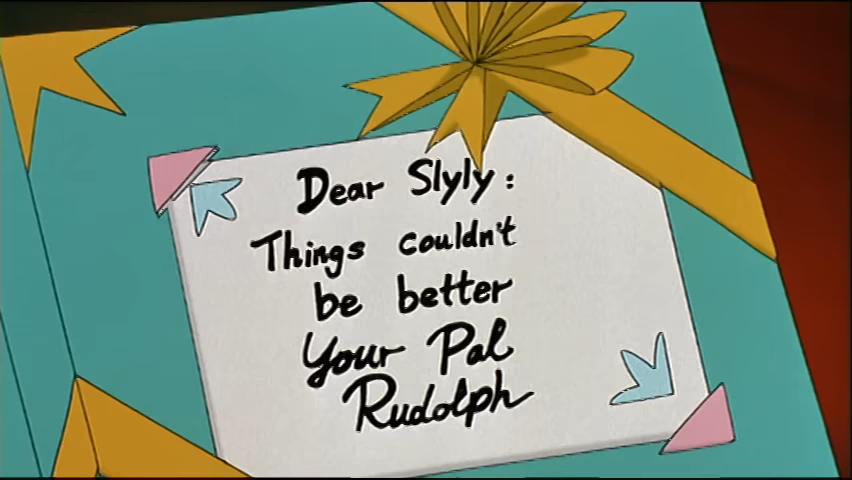 Dear Slyly:
Things couldn't
be better
Your Pal
Rudolph